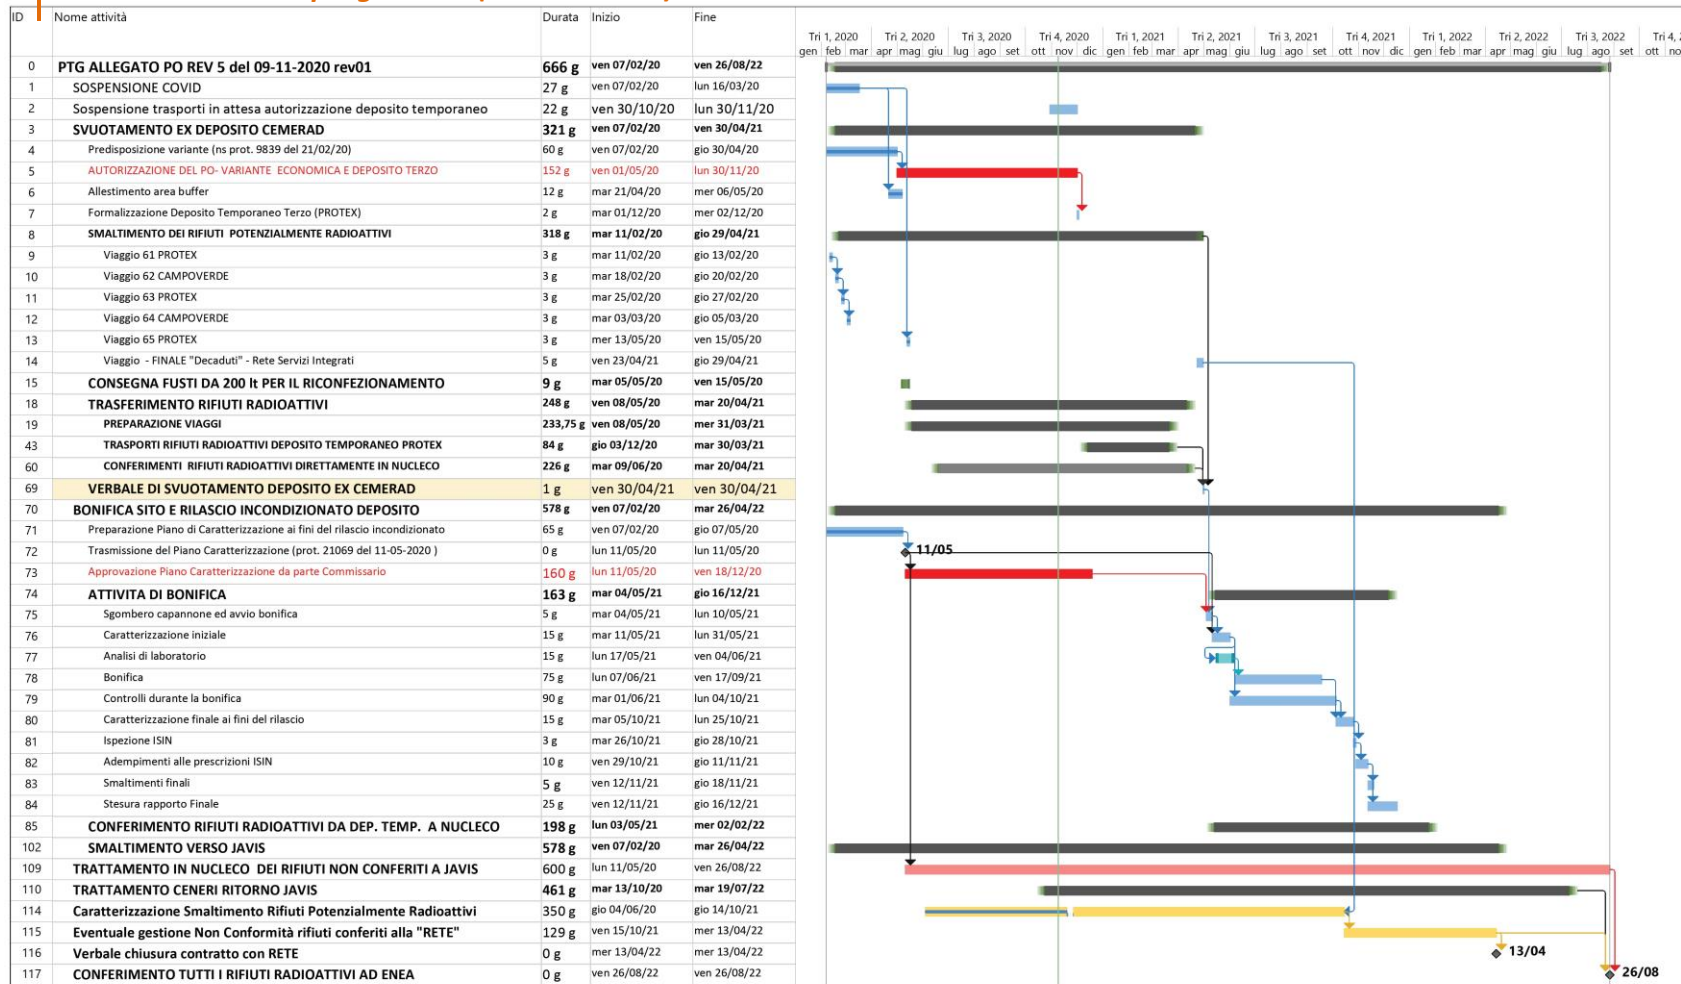 ID Nome attività Durata Inizio Fine
Tri 1, 2020 Tri 2, 2020 Tri 3, 2020 Tri 4, 2020 Tri 1, 2021 Tri 2, 2021 Tri 3, 2021 Tri 4, 2021 Tri 1, 2022 Tri 2, 2022 Tri 3, 2022 Tri 4,
gen feb mar apr mag giu lug ago set ott nov dic gen feb mar apr mag giu lug ago set ott nov dic gen feb mar apr mag giu lug ago set ott no
0 PTG ALLEGATO PO REV 5 del 09-11-2020 rev01 666 g ven 07/02/20 ven 26/08/22
1 SOSPENSIONE COVID 27 g ven 07/02/20 lun 16/03/20
2 Sospensione trasporti in attesa autorizzazione deposito temporaneo 22 g ven 30/10/20 lun 30/11/20
3 SVUOTAMENTO EX DEPOSITO CEMERAD 321 g ven 07/02/20 ven 30/04/21
4 Predisposizione variante (ns prot. 9839 del 21/02/20) 60 g ven 07/02/20 gio 30/04/20
5 AUTORIZZAZIONE DEL PO- VARIANTE ECONOMICA E DEPOSITO TERZO 152 g ven 01/05/20 lun 30/11/20
6 Allestimento area buffer 12 g mar 21/04/20 mer 06/05/20
7 Formalizzazione Deposito Temporaneo Terzo (PROTEX) 2 g mar 01/12/20 mer 02/12/20
8 SMALTIMENTO DEI RIFIUTI POTENZIALMENTE RADIOATTIVI 318 g mar 11/02/20 gio 29/04/21
9 Viaggio 61 PROTEX 3 g mar 11/02/20 gio 13/02/20
10 Viaggio 62 CAMPOVERDE 3 g mar 18/02/20 gio 20/02/20
11 Viaggio 63 PROTEX 3 g mar 25/02/20 gio 27/02/20
12 Viaggio 64 CAMPOVERDE 3 g mar 03/03/20 gio 05/03/20
13 Viaggio 65 PROTEX 3 g mer 13/05/20 ven 15/05/20
14 Viaggio - FINALE "Decaduti" - Rete Servizi Integrati 5 g ven 23/04/21 gio 29/04/21
15 CONSEGNA FUSTI DA 200 lt PER IL RICONFEZIONAMENTO 9 g mar 05/05/20 ven 15/05/20
18 TRASFERIMENTO RIFIUTI RADIOATTIVI 248 g ven 08/05/20 mar 20/04/21
19 PREPARAZIONE VIAGGI 233,75 g ven 08/05/20 mer 31/03/21
43 TRASPORTI RIFIUTI RADIOATTIVI DEPOSITO TEMPORANEO PROTEX 84 g gio 03/12/20 mar 30/03/21
60 CONFERIMENTI RIFIUTI RADIOATTIVI DIRETTAMENTE IN NUCLECO 226 g mar 09/06/20 mar 20/04/21
69 VERBALE DI SVUOTAMENTO DEPOSITO EX CEMERAD 1 g ven 30/04/21 ven 30/04/21
70 BONIFICA SITO E RILASCIO INCONDIZIONATO DEPOSITO 578 g ven 07/02/20 mar 26/04/22
71 Preparazione Piano di Caratterizzazione ai fini del rilascio incondizionato 65 g ven 07/02/20 gio 07/05/20
72 Trasmissione del Piano Caratterizzazione (prot. 21069 del 11-05-2020 ) 0 g lun 11/05/20 lun 11/05/20 11/05
73 Approvazione Piano Caratterizzazione da parte Commissario 160 g lun 11/05/20 ven 18/12/20
74 ATTIVITA DI BONIFICA 163 g mar 04/05/21 gio 16/12/21
75 Sgombero capannone ed avvio bonifica 5 g mar 04/05/21 lun 10/05/21
76 Caratterizzazione iniziale 15 g mar 11/05/21 lun 31/05/21
77 Analisi di laboratorio 15 g lun 17/05/21 ven 04/06/21
78 Bonifica 75 g lun 07/06/21 ven 17/09/21
79 Controlli durante la bonifica 90 g mar 01/06/21 lun 04/10/21
80 Caratterizzazione finale ai fini del rilascio 15 g mar 05/10/21 lun 25/10/21
81 Ispezione ISIN 3 g mar 26/10/21 gio 28/10/21
82 Adempimenti alle prescrizioni ISIN 10 g ven 29/10/21 gio 11/11/21
83 Smaltimenti finali 5 g ven 12/11/21 gio 18/11/21
84 Stesura rapporto Finale 25 g ven 12/11/21 gio 16/12/21
85 CONFERIMENTO RIFIUTI RADIOATTIVI DA DEP. TEMP. A NUCLECO 198 g lun 03/05/21 mer 02/02/22
102 SMALTIMENTO VERSO JAVIS 578 g ven 07/02/20 mar 26/04/22
109 TRATTAMENTO IN NUCLECO DEI RIFIUTI NON CONFERITI A JAVIS 600 g lun 11/05/20 ven 26/08/22
110 TRATTAMENTO CENERI RITORNO JAVIS 461 g mar 13/10/20 mar 19/07/22
114 Caratterizzazione Smaltimento Rifiuti Potenzialmente Radioattivi 350 g gio 04/06/20 gio 14/10/21
115 Eventuale gestione Non Conformità rifiuti conferiti alla "RETE" 129 g ven 15/10/21 mer 13/04/22
116 Verbale chiusura contratto con RETE 0 g mer 13/04/22 mer 13/04/22 13/04
117 CONFERIMENTO TUTTI I RIFIUTI RADIOATTIVI AD ENEA 0 g ven 26/08/22 ven 26/08/22 26/08